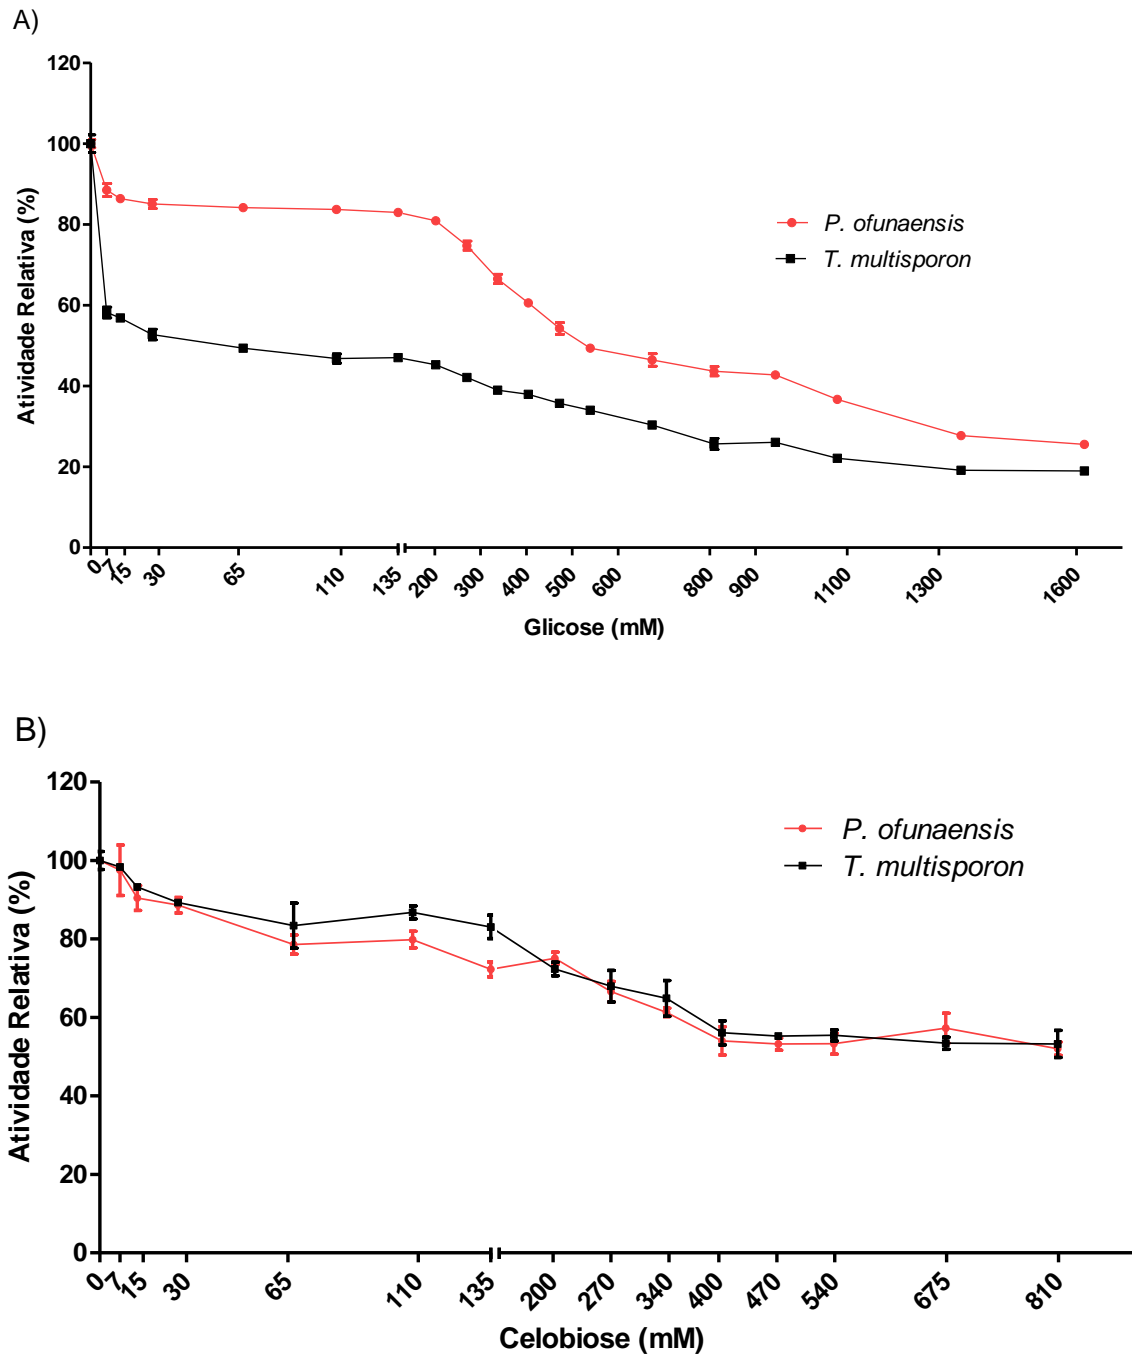 A)
120
100
80
60
40
20
0
Atividade Relativa (%)
P. ofunaensis
T. multisporon
0 7 15 30 65 110 135 200 300 400 500 600 800 900 1100 1300 1600
Glicose (mM)
B)
120
100
80
60
40
20
0
Atividade Relativa (%)
P. ofunaensis
T. multisporon
0 7 15 30 65 110 135 200 270 340 400 470 540 675 810
Celobiose (mM)